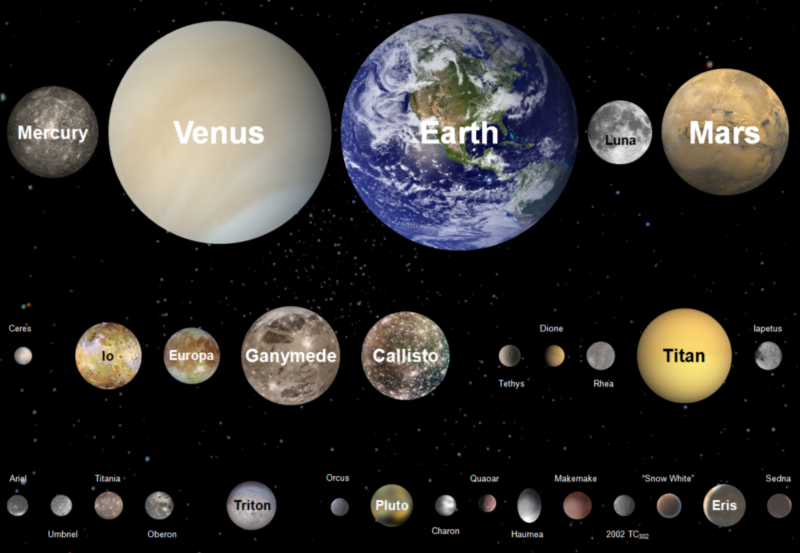 Mercury
Venus
Earth
Luna
Mars
Ceres
Io
Europa
Ganymede
Callisto
Tethys
Dione
Rhea
Titan
Iapetus
Ariel
Umbriel
Titania
Oberon
Triton
Orcus
Pluto
Charon
Quaoar
Haumea
Makemake
2002 TC₃₀₂
"Snow White"
Eris
Sedna